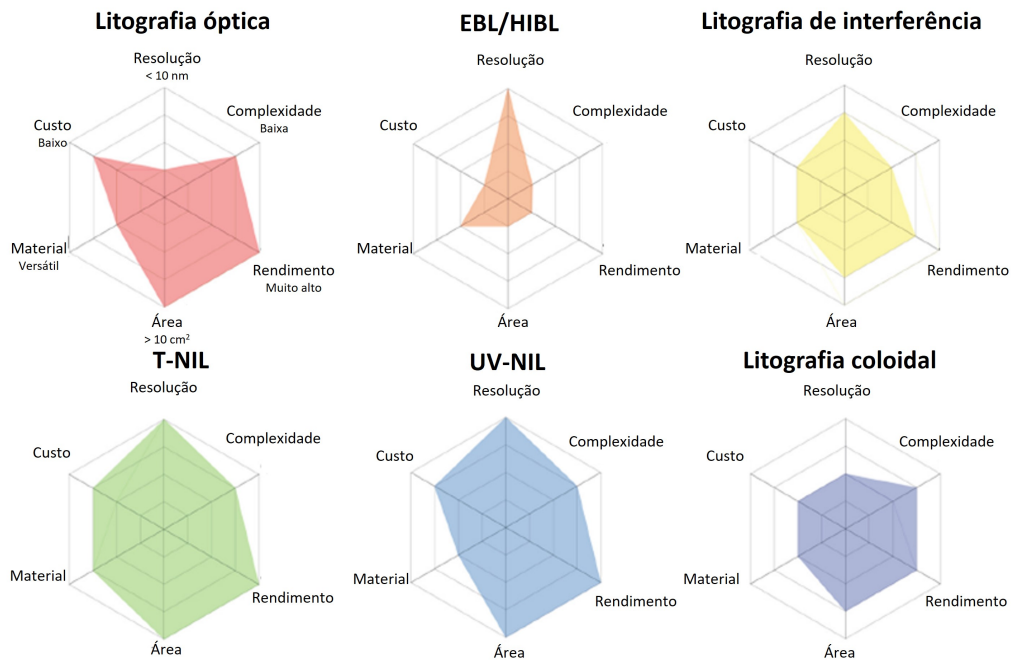 Litografia óptica
Resolução
< 10 nm
Complexidade
Baixa
Custo
Baixo
Material
Versátil
Rendimento
Muito alto
Área
> 10 cm²
EBL/HIBL
Resolução
Complexidade
Custo
Material
Rendimento
Área
Litografia de interferência
Resolução
Complexidade
Custo
Material
Rendimento
Área
T-NIL
Resolução
Complexidade
Custo
Material
Rendimento
Área
UV-NIL
Resolução
Complexidade
Custo
Material
Rendimento
Área
Litografia coloidal
Resolução
Complexidade
Custo
Material
Rendimento
Área